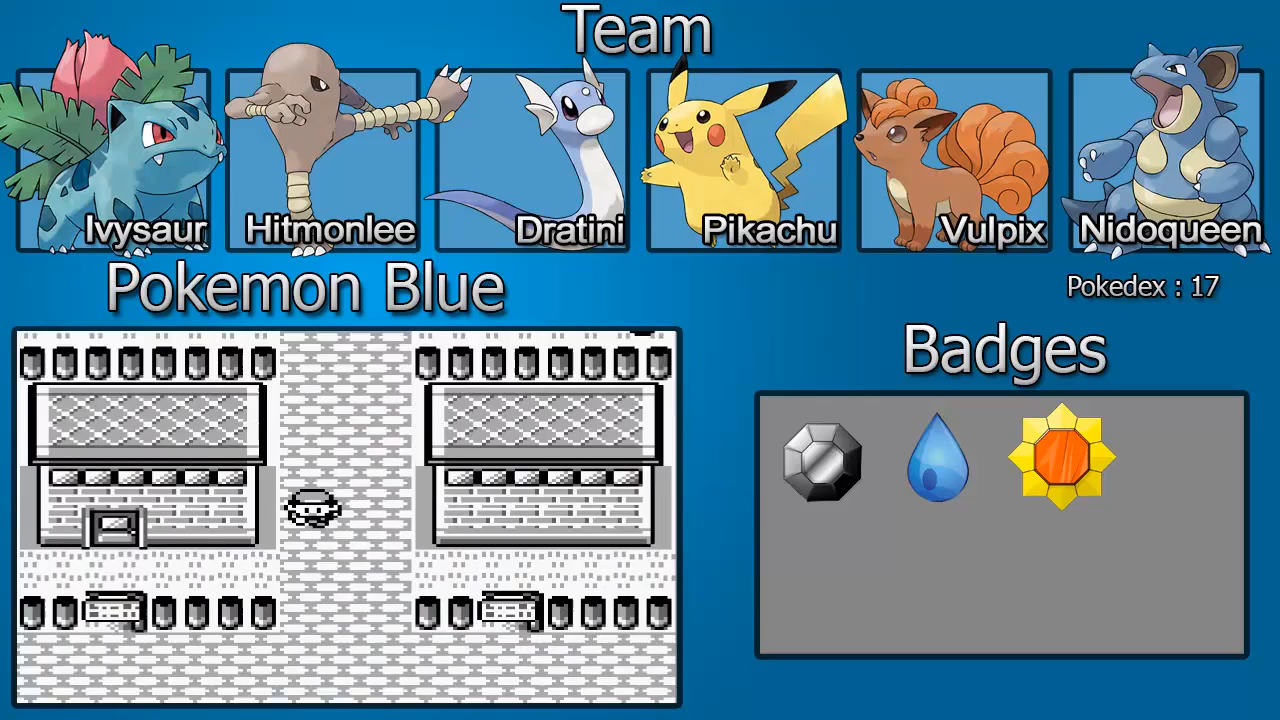 Team
Ivysaur
Hitmonlee
Dratini
Pikachu
Vulpix
Nidoqueen
Pokemon Blue
Pokedex : 17
Badges